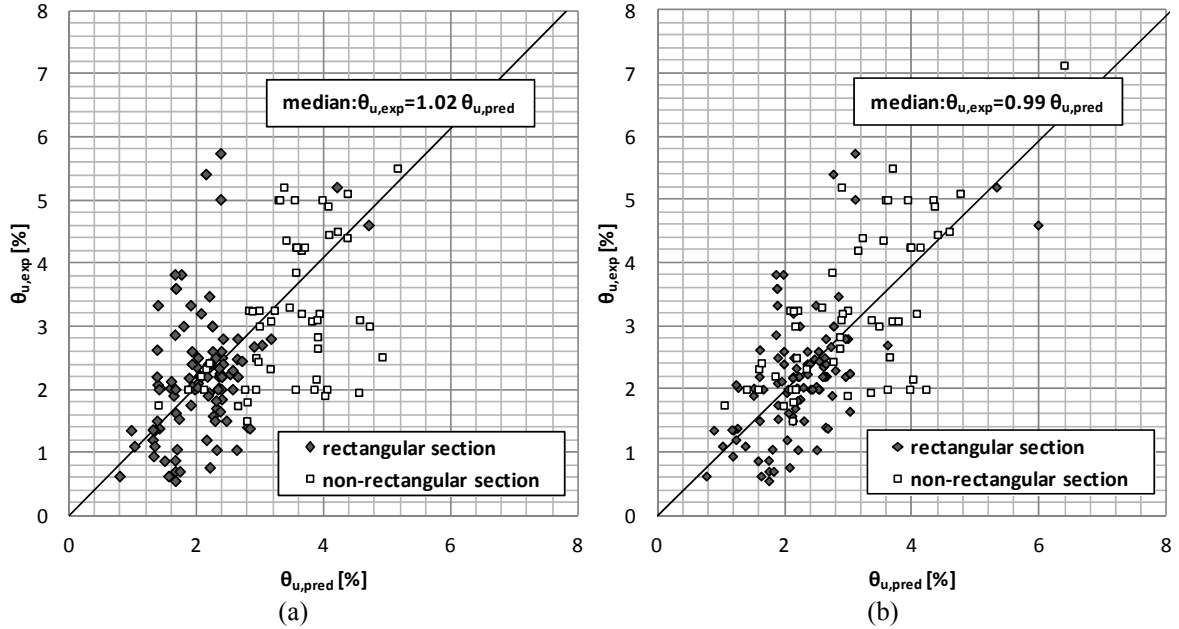 8
7
6
5
4
3
2
1
0
θu,exp [%]
median:θu,exp=1.02 θu,pred
rectangular section
non-rectangular section
0 2 4 6 8
θu,pred [%]
(a)
8
7
6
5
4
3
2
1
0
θu,exp [%]
median:θu,exp=0.99 θu,pred
rectangular section
non-rectangular section
0 2 4 6 8
θu,pred [%]
(b)